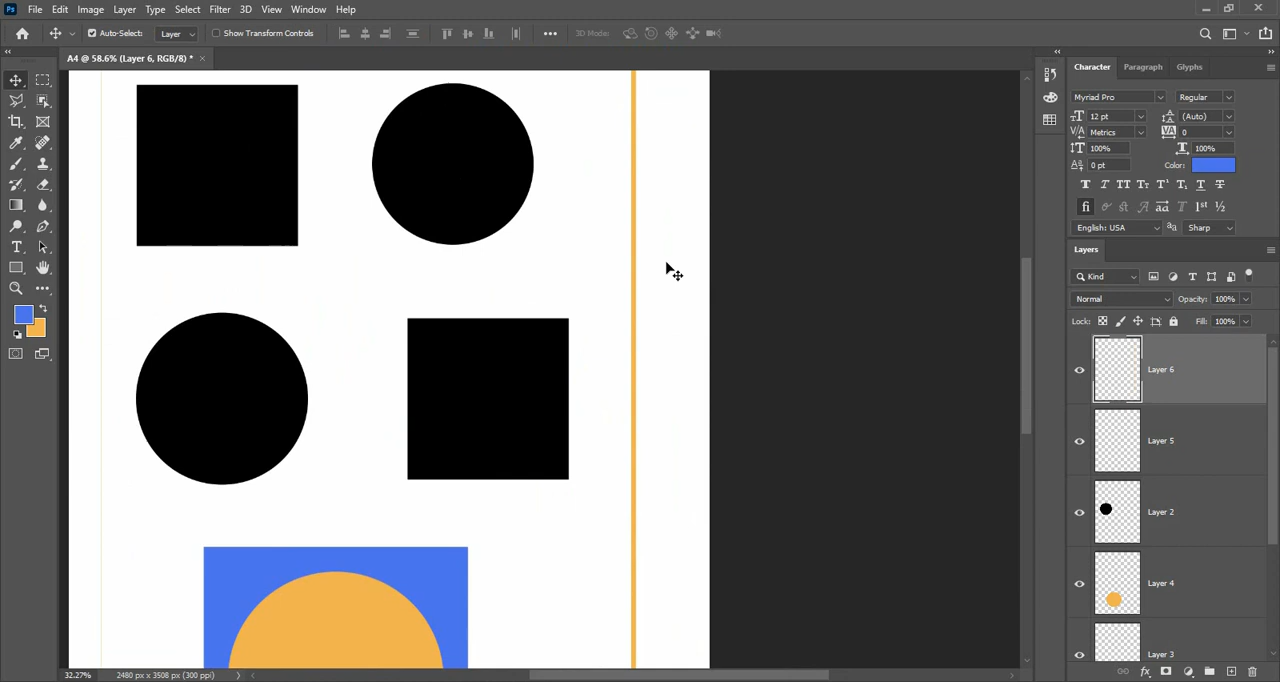 Ps File Edit Image Layer Type Select Filter 3D View Window Help
Auto-Select: Layer Show Transform Controls 3D Mode:
A4 @ 58.6% (Layer 6, RGB/8) *
Character Paragraph Glyphs
Myriad Pro Regular
12 pt (Auto)
Metrics 0
100% 100%
0 pt Color:
English: USA Sharp
Layers
Kind
Normal Opacity: 100%
Lock: Fill: 100%
Layer 6
Layer 5
Layer 2
Layer 4
Layer 3
32.27% 2480 px x 3508 px (300 ppi)